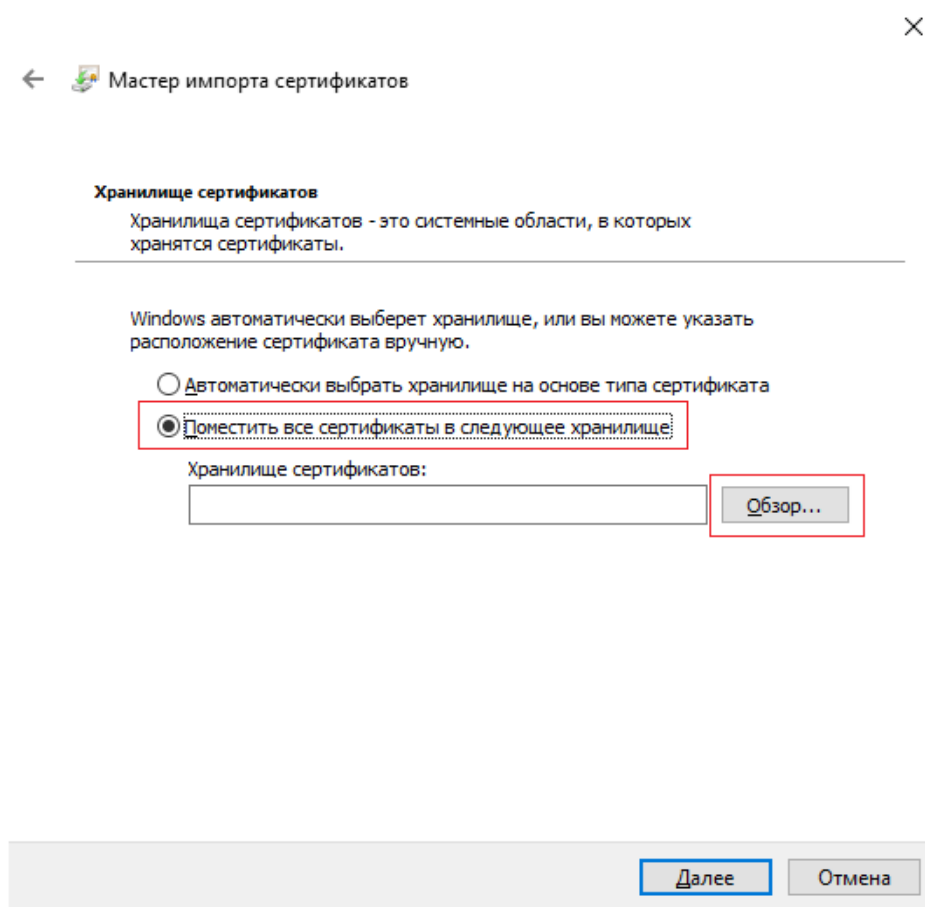 Мастер импорта сертификатов
Хранилище сертификатов
Хранилища сертификатов - это системные области, в которых
хранятся сертификаты.
Windows автоматически выберет хранилище, или вы можете указать
расположение сертификата вручную.
Автоматически выбрать хранилище на основе типа сертификата
Поместить все сертификаты в следующее хранилище
Хранилище сертификатов:
Обзор...
Далее
Отмена